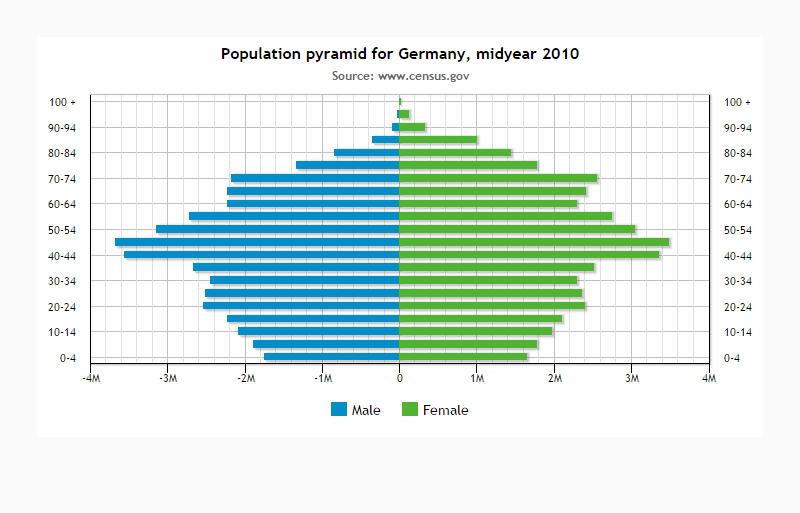 Population pyramid for Germany, midyear 2010
Source: www.census.gov
100 + 100 +
90-94 90-94
80-84 80-84
70-74 70-74
60-64 60-64
50-54 50-54
40-44 40-44
30-34 30-34
20-24 20-24
10-14 10-14
0-4 0-4
-4M -3M -2M -1M 0 1M 2M 3M 4M
Male Female